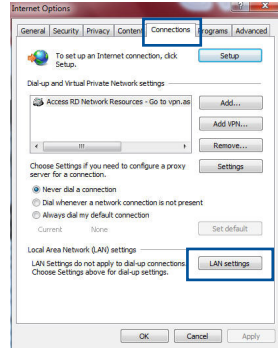 Internet Options
General Security Privacy Content Connections Programs Advanced
To set up an Internet connection, click
Setup.
Setup
Dial-up and Virtual Private Network settings
Access RD Network Resources - Go to vpn.as
Add...
Add VPN...
Remove...
Choose Settings if you need to configure a proxy
server for a connection.
Settings
Never dial a connection
Dial whenever a network connection is not present
Always dial my default connection
Current None
Set default
Local Area Network (LAN) settings
LAN Settings do not apply to dial-up connections.
Choose Settings above for dial-up settings.
LAN settings
OK Cancel Apply